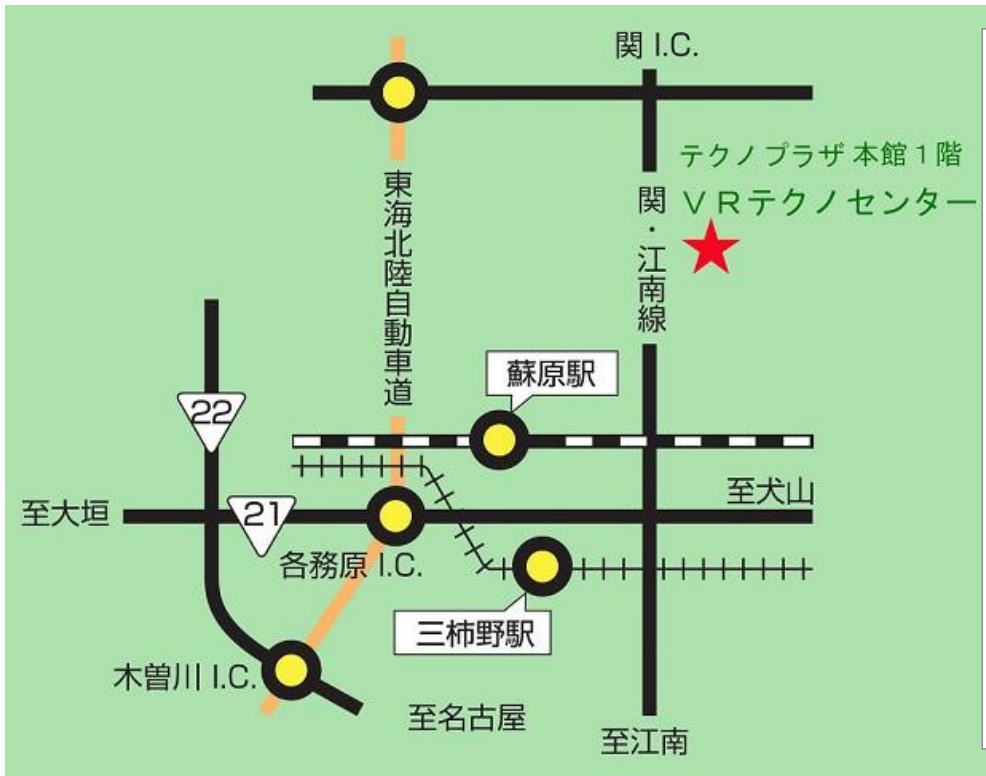 関 I.C.
テクノプラザ 本館1階
VRテクノセンター
東海北陸自動車道
関・江南線
蘇原駅
22
至犬山
至大垣
21
各務原 I.C.
三柿野駅
木曽川 I.C.
至名古屋
至江南